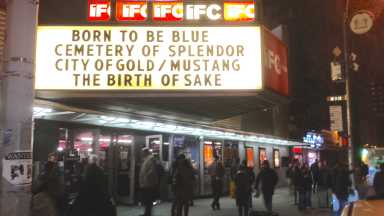 iFC iFC iFC IFC iFC
BORN TO BE BLUE
CEMETERY OF SPLENDOR
CITY OF GOLD/MUSTANG
THE BIRTH OF SAKE
WANTED